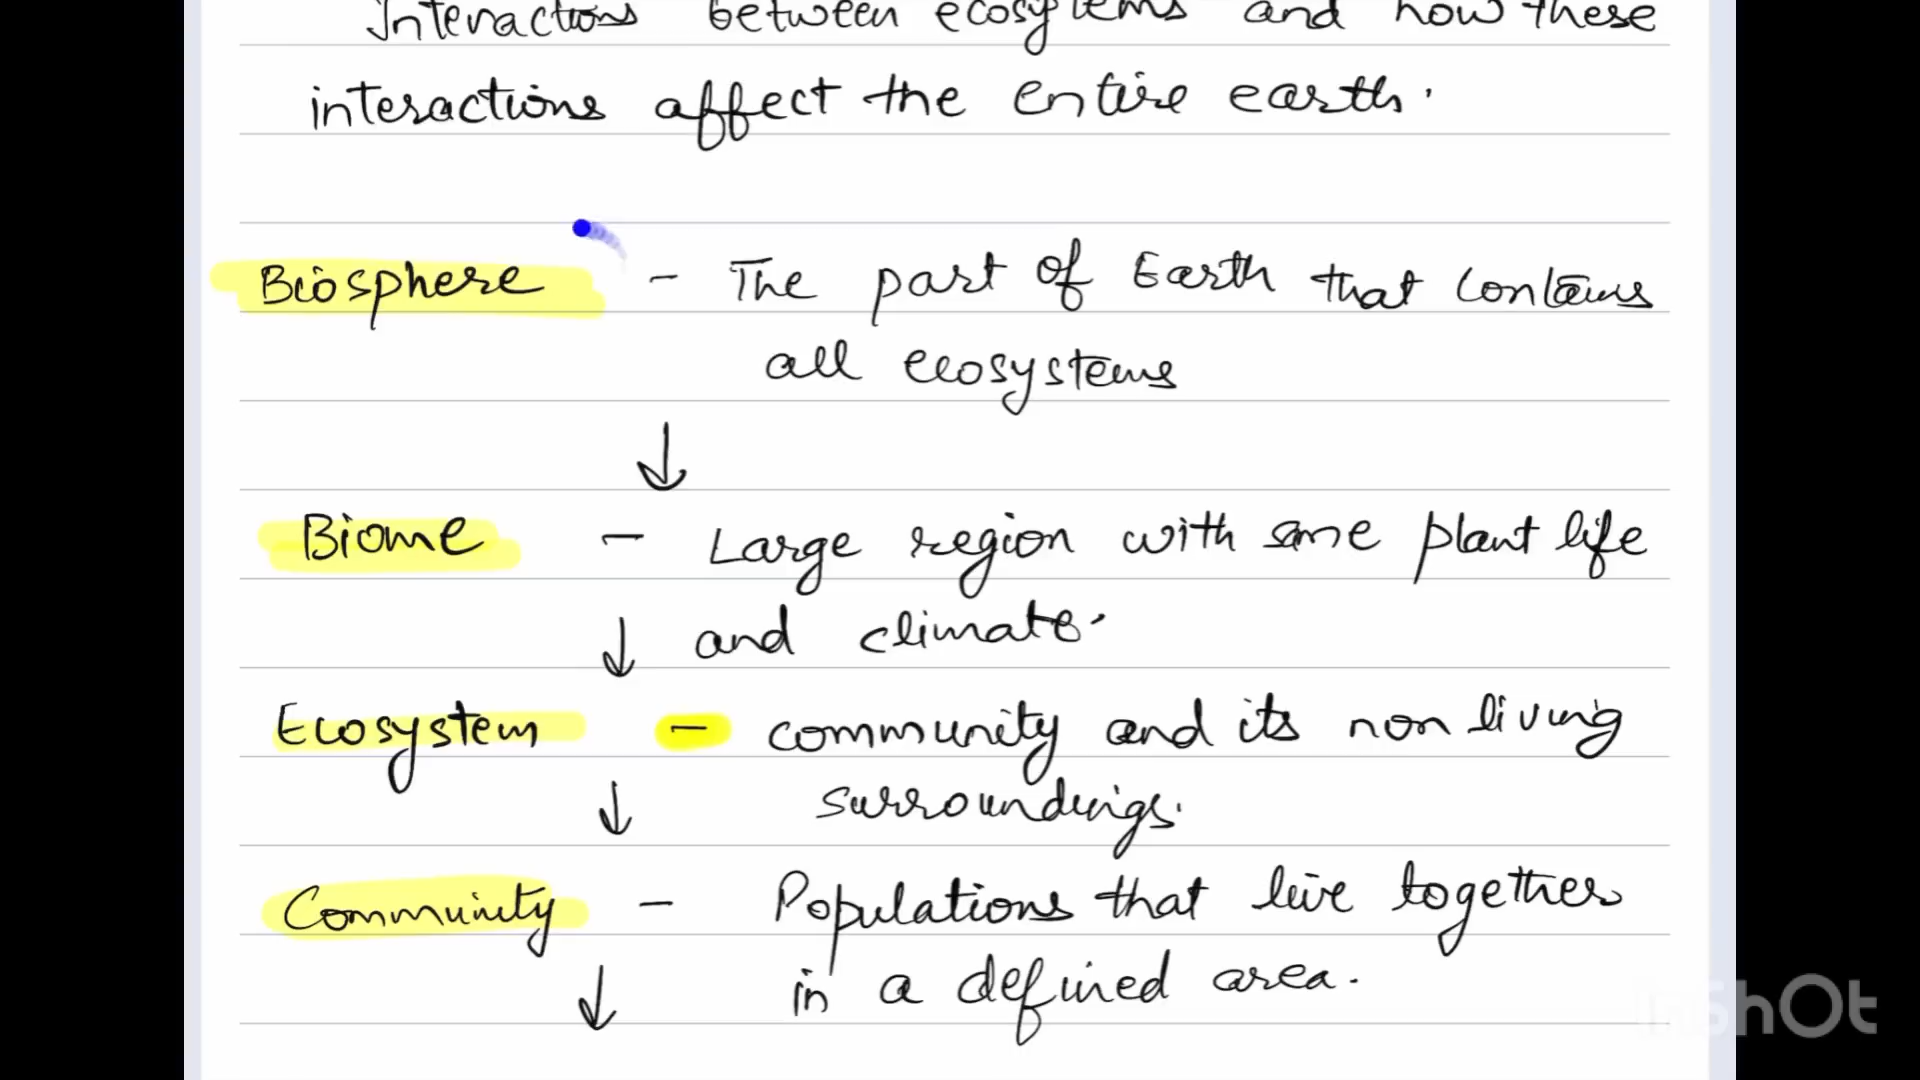 Interactions between ecosystems and how these
interactions affect the entire earth.
Biosphere - The part of Earth that contains
all ecosystems
↓
Biome - Large region with same plant life
↓ and climate.
Ecosystem - community and its non living
↓ surroundings.
Community - Populations that live together
↓ in a defined area.
InShOt